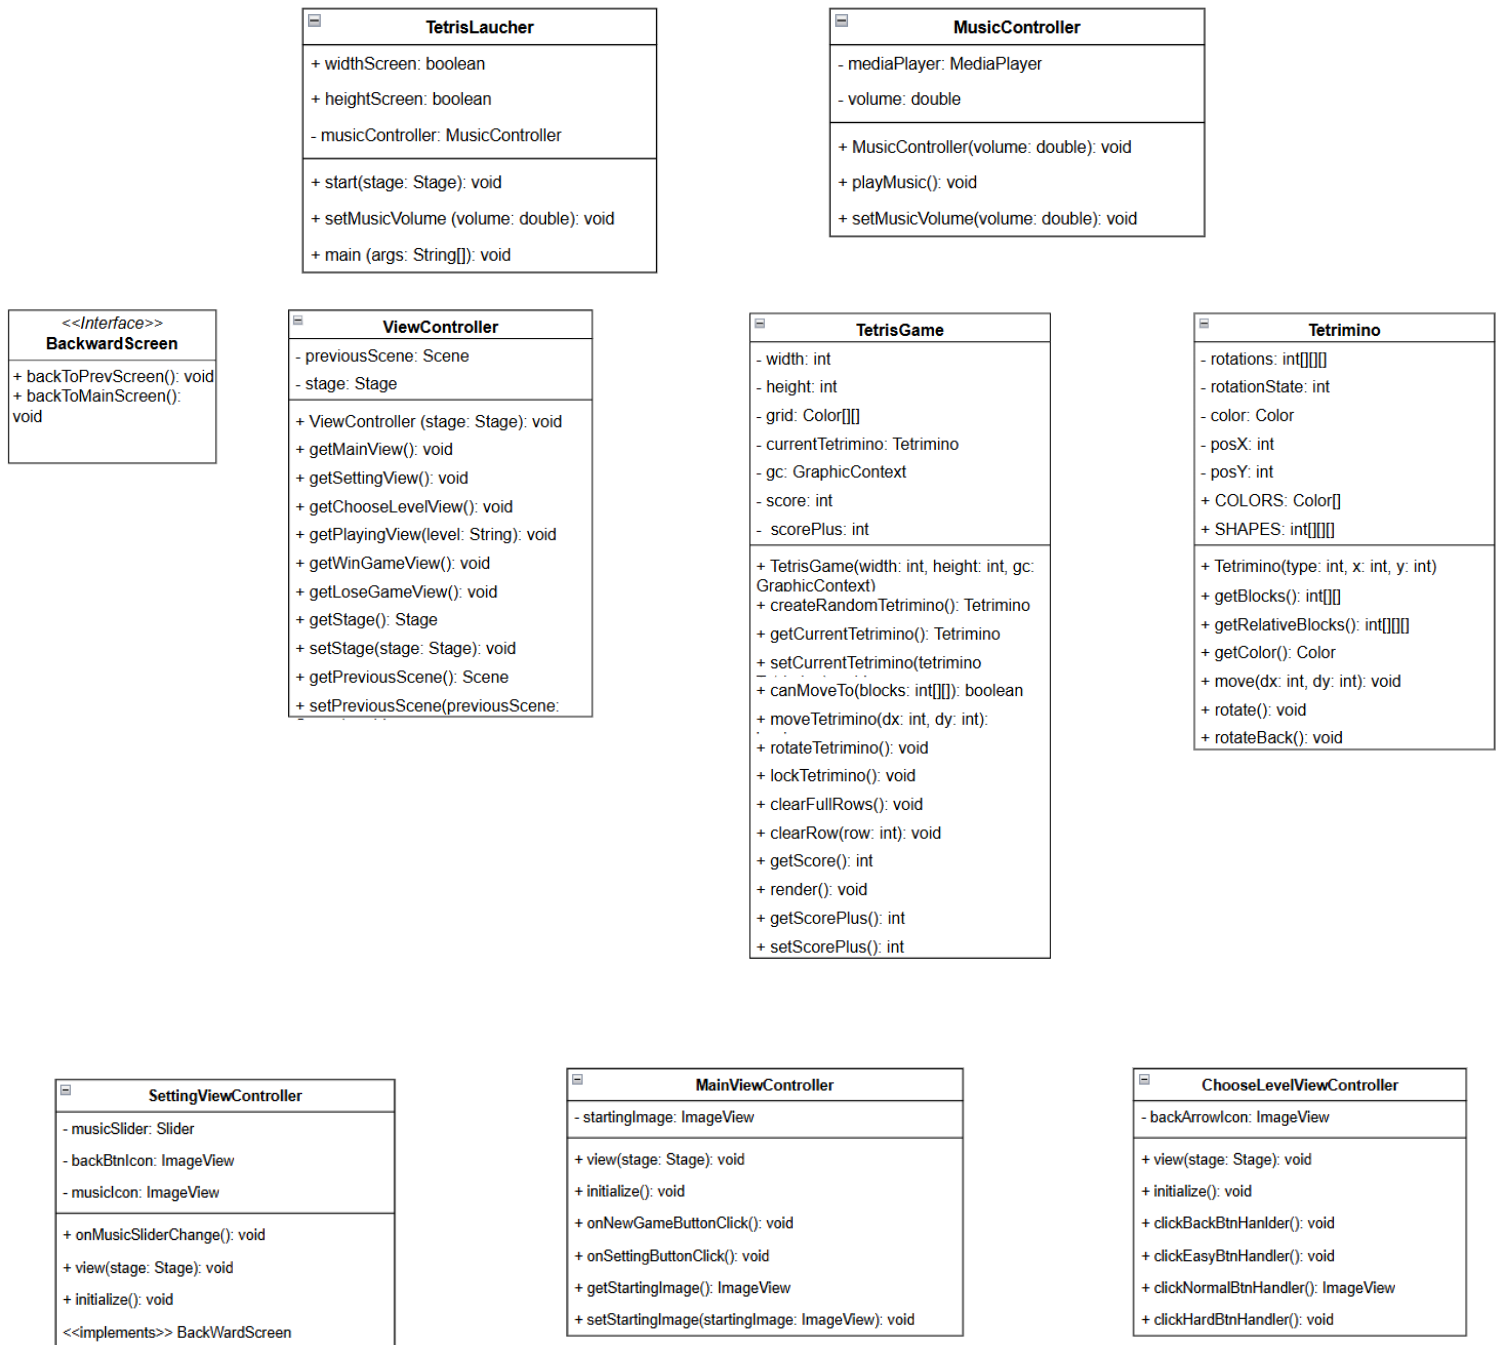 TetrisLaucher
+ widthScreen: boolean
+ heightScreen: boolean
- musicController: MusicController
+ start(stage: Stage): void
+ setMusicVolume (volume: double): void
+ main (args: String[]): void
MusicController
- mediaPlayer: MediaPlayer
- volume: double
+ MusicController(volume: double): void
+ playMusic(): void
+ setMusicVolume(volume: double): void
<<Interface>>
BackwardScreen
+ backToPrevScreen(): void
+ backToMainScreen():
void
ViewController
- previousScene: Scene
- stage: Stage
+ ViewController (stage: Stage): void
+ getMainView(): void
+ getSettingView(): void
+ getChooseLevelView(): void
+ getPlayingView(level: String): void
+ getWinGameView(): void
+ getLoseGameView(): void
+ getStage(): Stage
+ setStage(stage: Stage): void
+ getPreviousScene(): Scene
+ setPreviousScene(previousScene:
TetrisGame
- width: int
- height: int
- grid: Color[][]
- currentTetrimino: Tetrimino
- gc: GraphicContext
- score: int
- scorePlus: int
+ TetrisGame(width: int, height: int, gc:
GraphicContext)
+ createRandomTetrimino(): Tetrimino
+ getCurrentTetrimino(): Tetrimino
+ setCurrentTetrimino(tetrimino
+ canMoveTo(blocks: int[][]): boolean
+ moveTetrimino(dx: int, dy: int):
+ rotateTetrimino(): void
+ lockTetrimino(): void
+ clearFullRows(): void
+ clearRow(row: int): void
+ getScore(): int
+ render(): void
+ getScorePlus(): int
+ setScorePlus(): int
Tetrimino
- rotations: int[][][]
- rotationState: int
- color: Color
- posX: int
- posY: int
+ COLORS: Color[]
+ SHAPES: int[][][]
+ Tetrimino(type: int, x: int, y: int)
+ getBlocks(): int[][]
+ getRelativeBlocks(): int[][][]
+ getColor(): Color
+ move(dx: int, dy: int): void
+ rotate(): void
+ rotateBack(): void
SettingViewController
- musicSlider: Slider
- backBtnIcon: ImageView
- musicIcon: ImageView
+ onMusicSliderChange(): void
+ view(stage: Stage): void
+ initialize(): void
<<implements>> BackWardScreen
MainViewController
- startingImage: ImageView
+ view(stage: Stage): void
+ initialize(): void
+ onNewGameButtonClick(): void
+ onSettingButtonClick(): void
+ getStartingImage(): ImageView
+ setStartingImage(startingImage: ImageView): void
ChooseLevelViewController
- backArrowIcon: ImageView
+ view(stage: Stage): void
+ initialize(): void
+ clickBackBtnHanlder(): void
+ clickEasyBtnHandler(): void
+ clickNormalBtnHandler(): ImageView
+ clickHardBtnHandler(): void